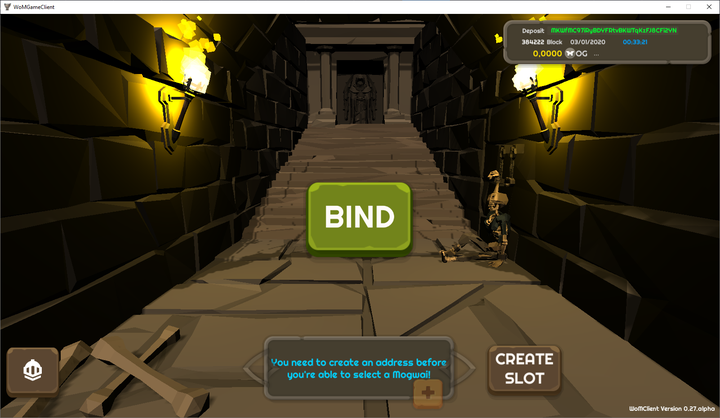 WoMGameClient
Deposit
384222 Block 03/01/2020 00:33:21
0,0000 MOG ...
BIND
You need to create an address before
you're able to select a Mogwai!
+
CREATE
SLOT
WoMClient Version 0.27.alpha